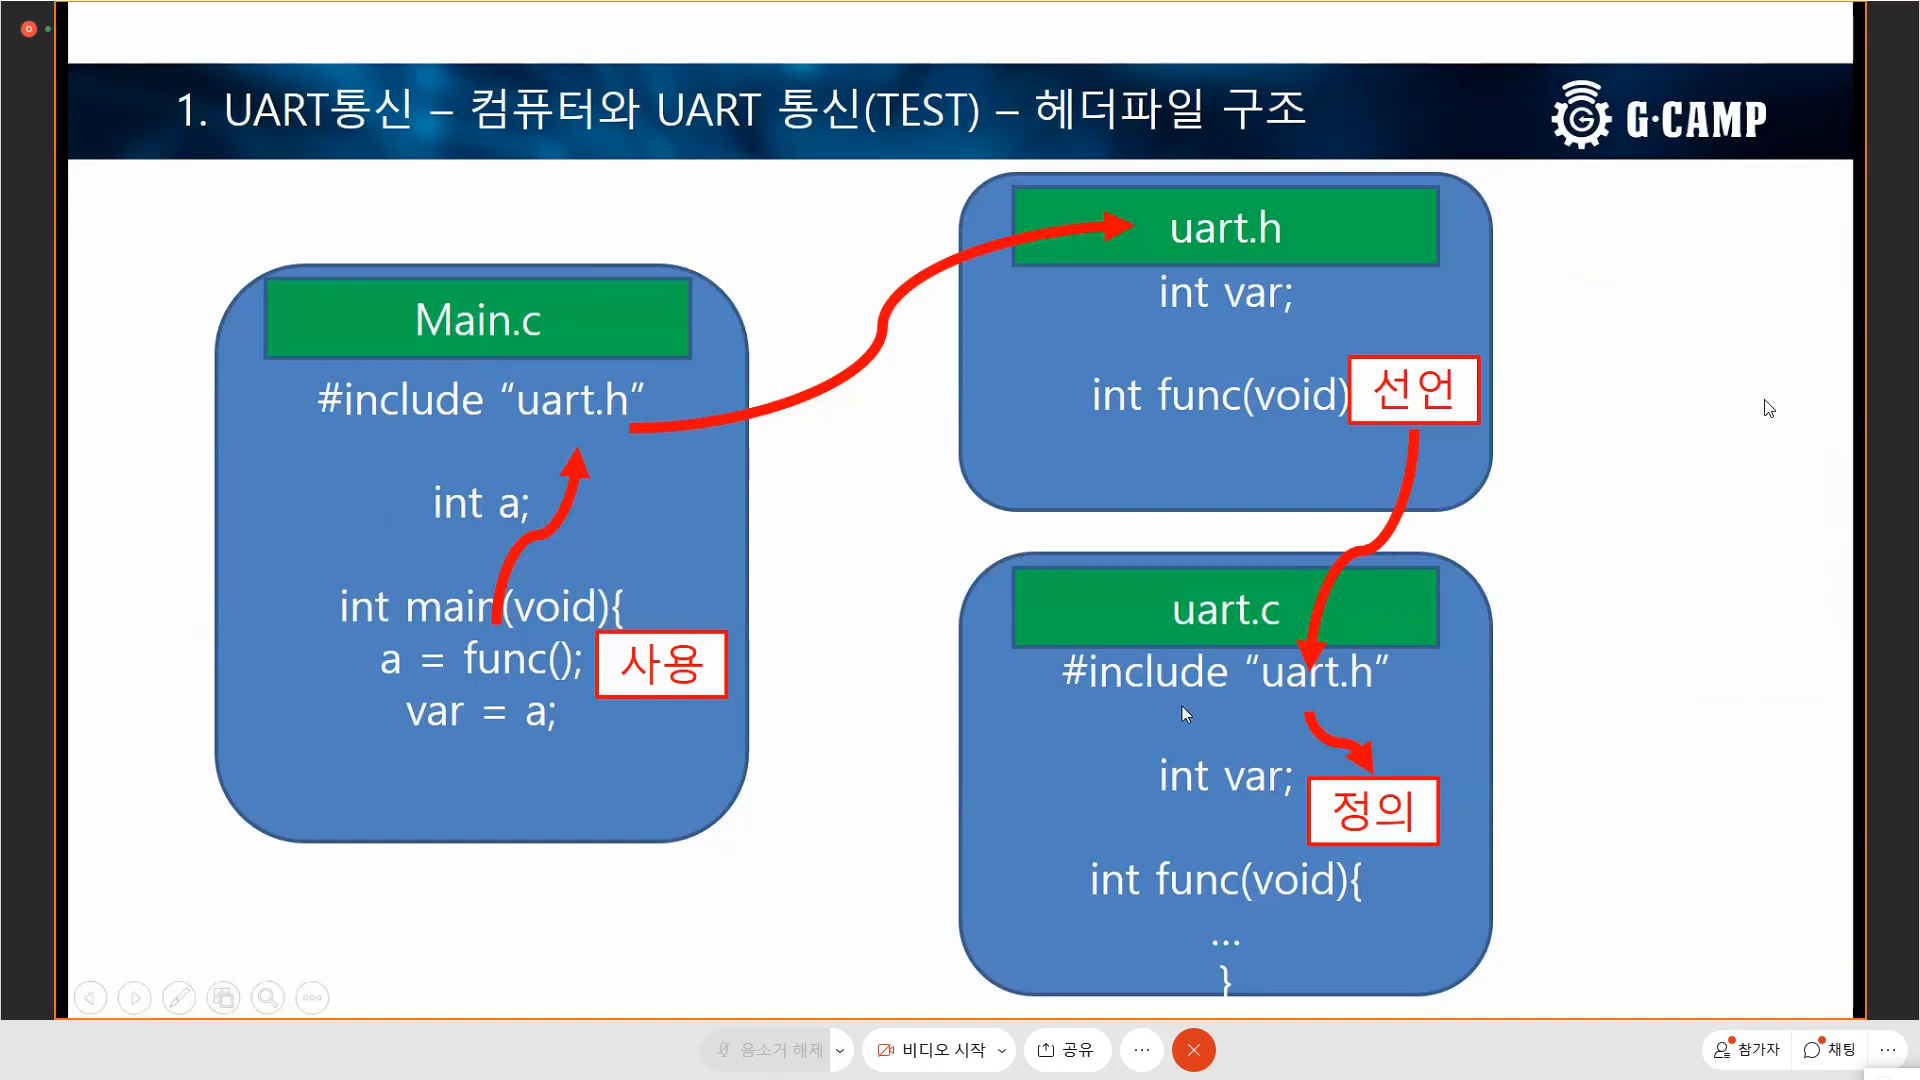 1. UART통신 – 컴퓨터와 UART 통신(TEST) – 헤더파일 구조
G·CAMP
Main.c
#include “uart.h”
int a;
int main(void){
a = func();
사용
var = a;
uart.h
int var;
int func(void)
선언
uart.c
#include “uart.h”
int var;
정의
int func(void){
...
}
음소거 해제
비디오 시작
공유
참가자
채팅